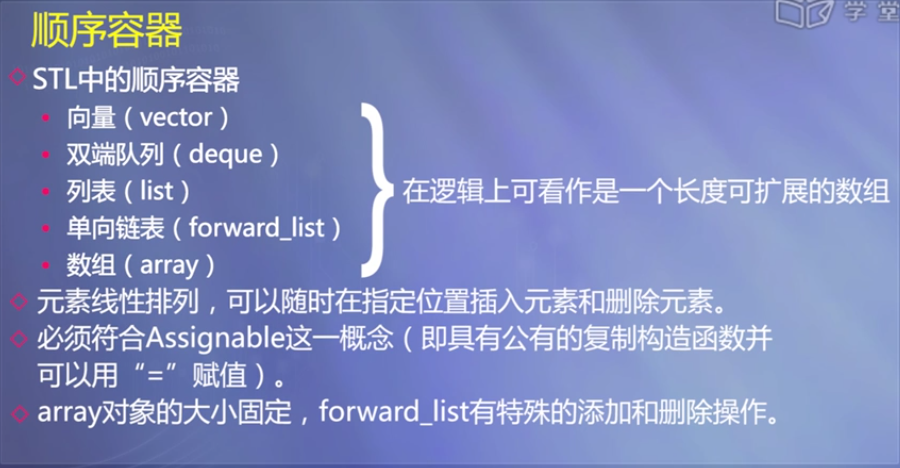 顺序容器
学堂
STL中的顺序容器
向量（vector）
双端队列（deque）
列表（list）
单向链表（forward_list）
数组（array）
在逻辑上可看作是一个长度可扩展的数组
元素线性排列，可以随时在指定位置插入元素和删除元素。
必须符合Assignable这一概念（即具有公有的复制构造函数并
可以用“=”赋值）。
array对象的大小固定，forward_list有特殊的添加和删除操作。